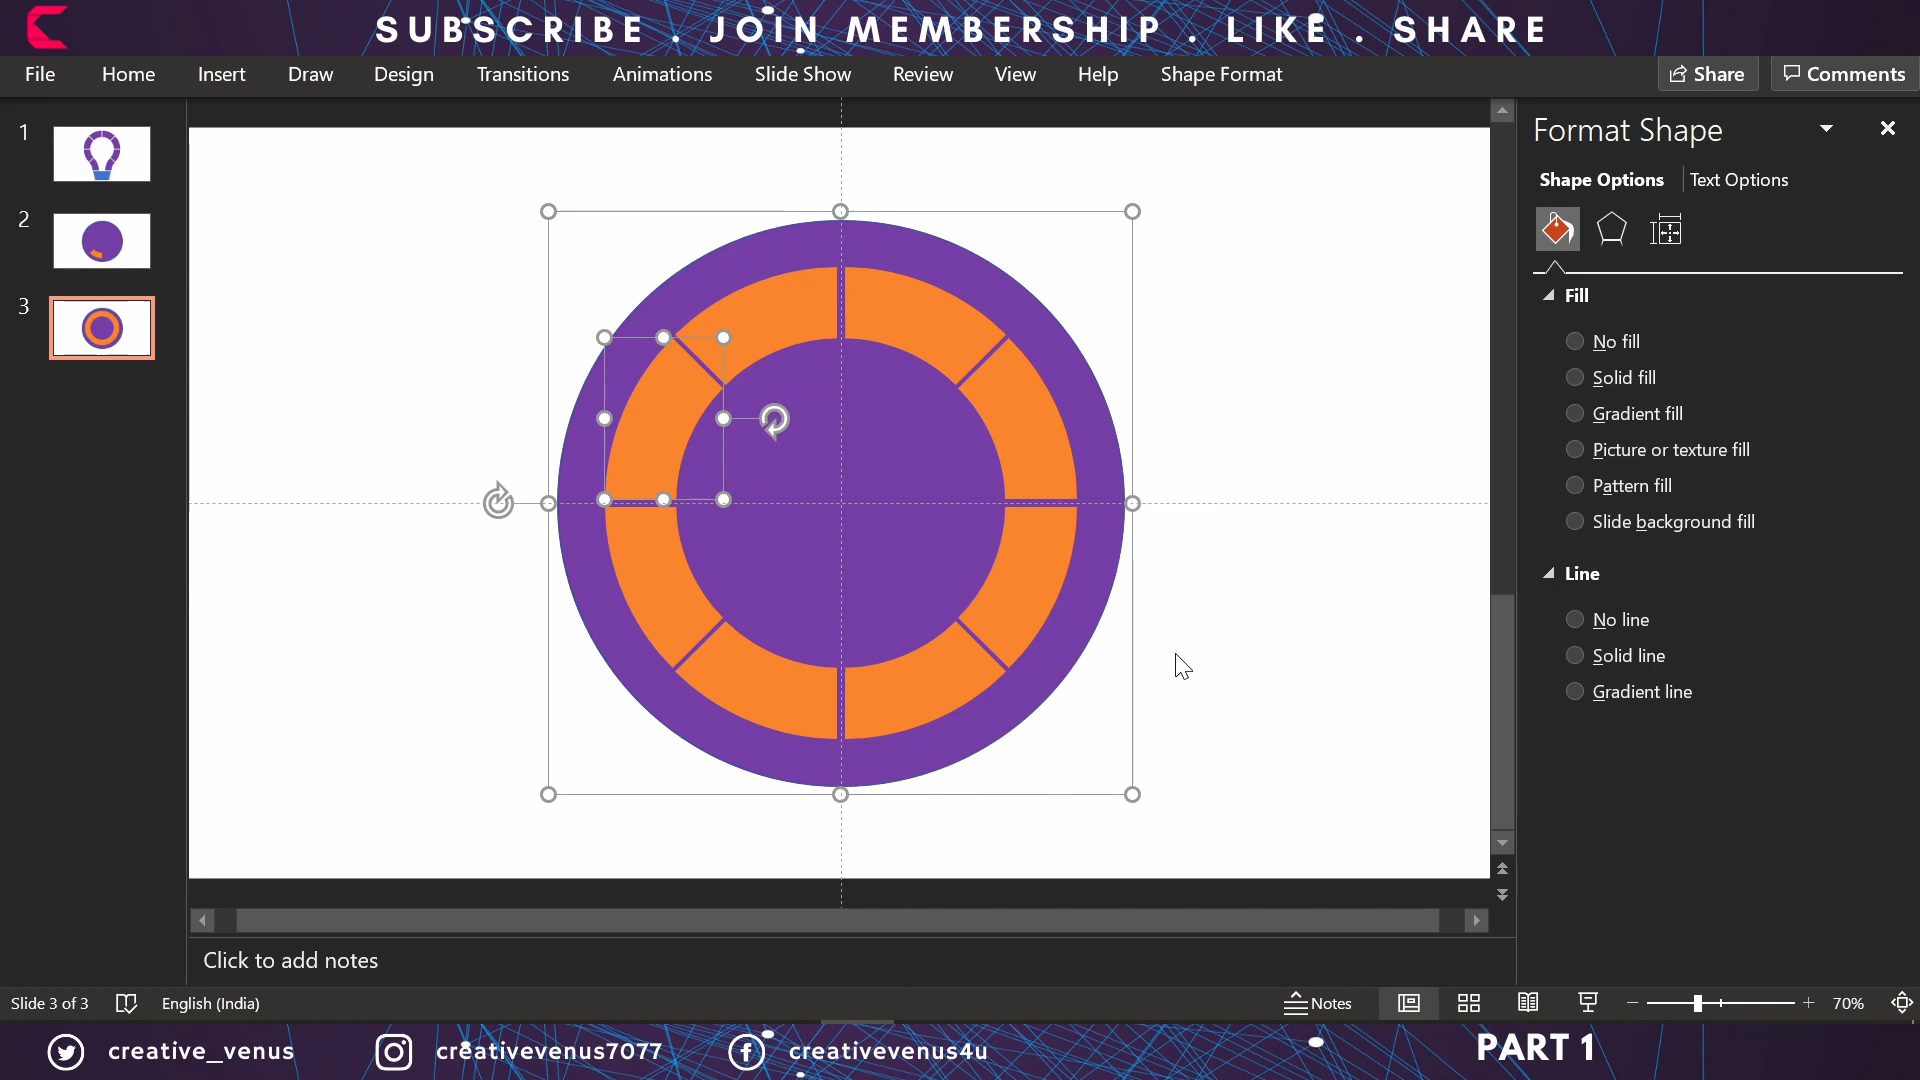 SUBSCRIBE . JOIN MEMBERSHIP . LIKE . SHARE
File Home Insert Draw Design Transitions Animations Slide Show Review View Help Shape Format Share Comments
1
2
3
Format Shape
Shape Options Text Options
Fill
No fill
Solid fill
Gradient fill
Picture or texture fill
Pattern fill
Slide background fill
Line
No line
Solid line
Gradient line
Click to add notes
Slide 3 of 3 English (India) Notes 70%
creative_venus creativevenus7077 creativevenus4u PART 1